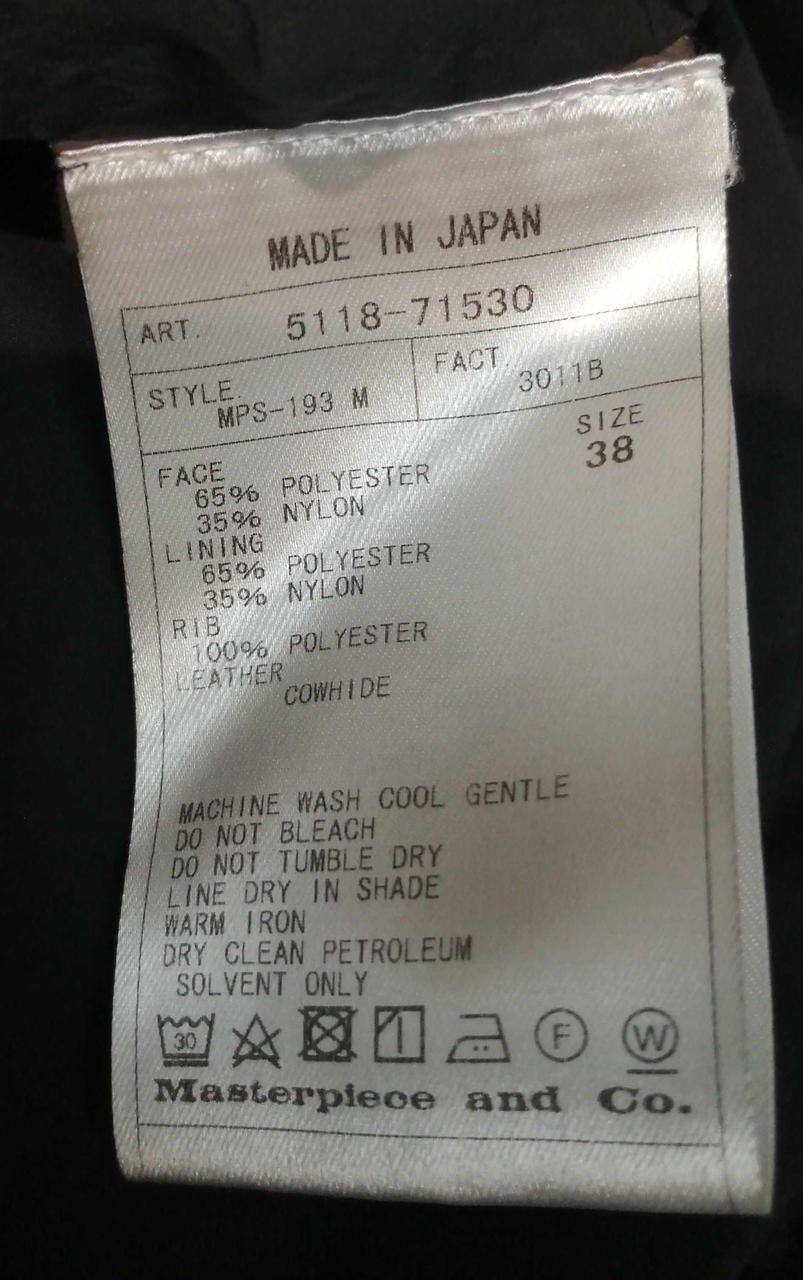 MADE IN JAPAN
ART. 5118-71530
STYLE. MPS-193 M
FACT. 3011B
SIZE
38
FACE
65% POLYESTER
35% NYLON
LINING
65% POLYESTER
35% NYLON
RIB
100% POLYESTER
LEATHER
COWHIDE
MACHINE WASH COOL GENTLE
DO NOT BLEACH
DO NOT TUMBLE DRY
LINE DRY IN SHADE
WARM IRON
DRY CLEAN PETROLEUM
SOLVENT ONLY
30 F W
Masterpiece and Co.